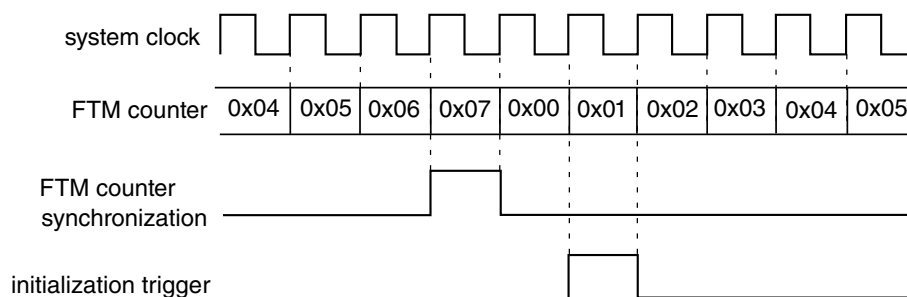 system clock
FTM counter 0x04 0x05 0x06 0x07 0x00 0x01 0x02 0x03 0x04 0x05
FTM counter
synchronization
initialization trigger